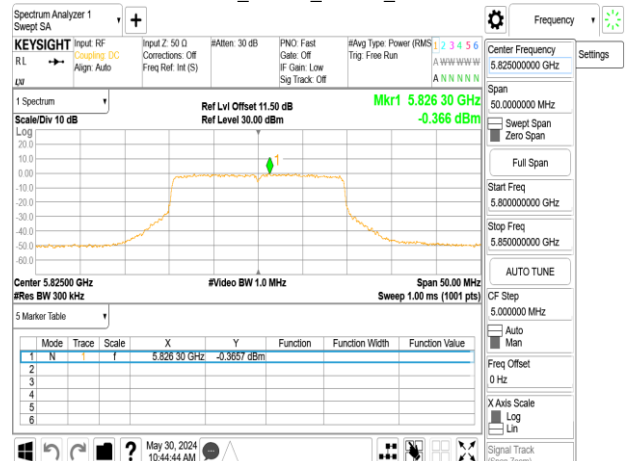 Spectrum Analyzer 1
Swept SA
Frequency
KEYSIGHT
Input: RF
Input Z: 50 Ω
#Atten: 30 dB
PNO: Fast
#Avg Type: Power (RMS
1 2 3 4 5 6
RL
Coupling: DC
Corrections: Off
Gate: Off
Trig: Free Run
A W W W W W
Align: Auto
Freq Ref: Int (S)
IF Gain: Low
Sig Track: Off
A N N N N N
LXI
1 Spectrum
Ref Lvl Offset 11.50 dB
Mkr1 5.826 30 GHz
Scale/Div 10 dB
Ref Level 30.00 dBm
-0.366 dBm
Log
20.0
10.0
0.00
-10.0
-20.0
-30.0
-40.0
-50.0
-60.0
1
Center 5.82500 GHz
#Video BW 1.0 MHz
Span 50.00 MHz
#Res BW 300 kHz
Sweep 1.00 ms (1001 pts)
5 Marker Table
Mode Trace Scale X Y Function Function Width Function Value
1 N 1 f 5.826 30 GHz -0.3657 dBm
2
3
4
5
6
?
May 30, 2024
10:44:44 AM
Center Frequency
5.825000000 GHz
Settings
Span
50.0000000 MHz
Swept Span
Zero Span
Full Span
Start Freq
5.800000000 GHz
Stop Freq
5.850000000 GHz
AUTO TUNE
CF Step
5.000000 MHz
Auto
Man
Freq Offset
0 Hz
X Axis Scale
Log
Lin
Signal Track
(Span Zoom)